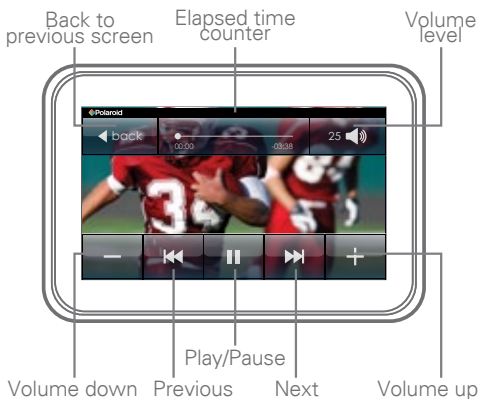 Back to
previous screen
Elapsed time
counter
Volume
level
Polaroid
back
00:00
-03:38
25
34
Play/Pause
Volume down
Previous
Next
Volume up